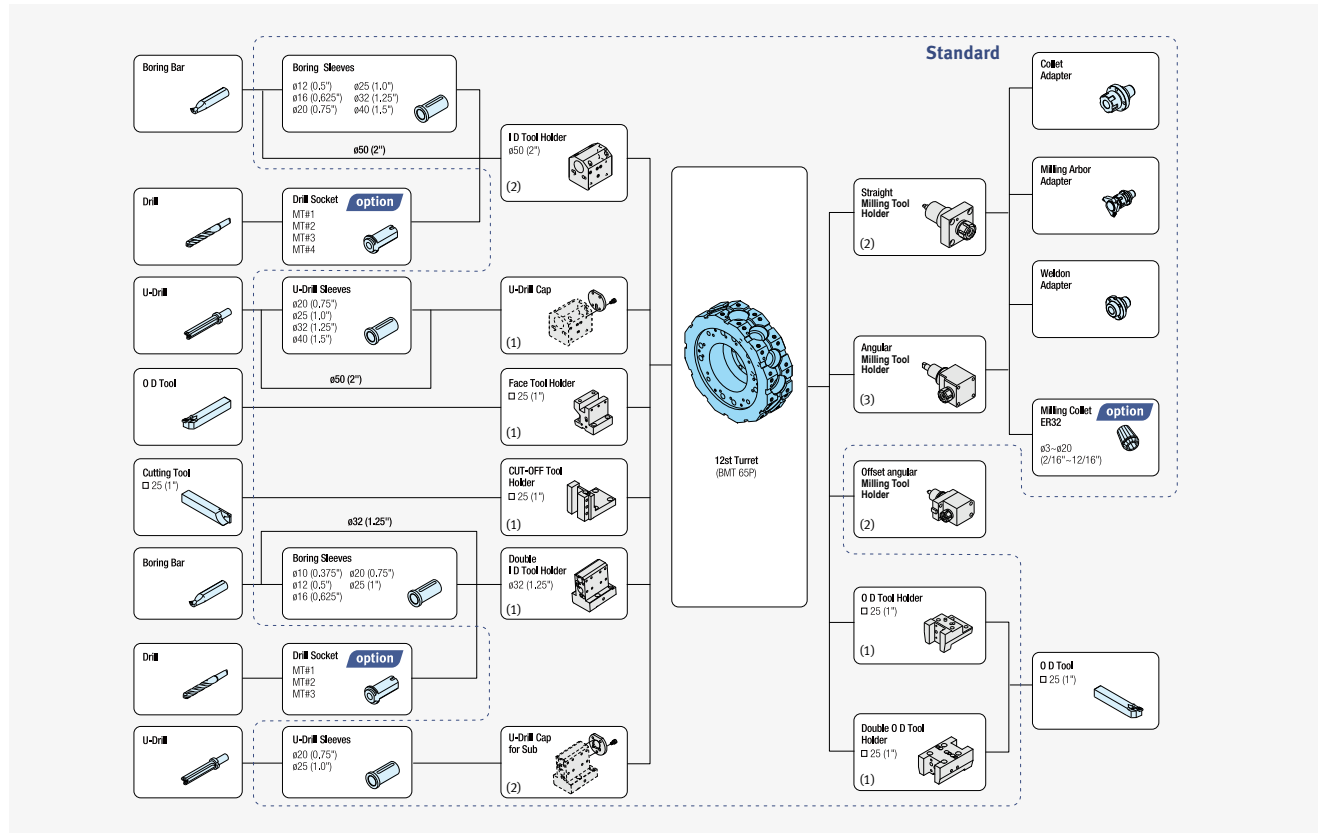 Standard
Boring Bar
Boring Sleeves
ø12 (0.5") ø25 (1.0")
ø16 (0.625") ø32 (1.25")
ø20 (0.75") ø40 (1.5")
ø50 (2")
I D Tool Holder
ø50 (2")
(2)
Drill
Drill Socket
option
MT#1
MT#2
MT#3
MT#4
U-Drill
U-Drill Sleeves
ø20 (0.75")
ø25 (1.0")
ø32 (1.25")
ø40 (1.5")
ø50 (2")
U-Drill Cap
(1)
O D Tool
Face Tool Holder
□ 25 (1")
(1)
Cutting Tool
□ 25 (1")
CUT-OFF Tool
Holder
□ 25 (1")
(1)
ø32 (1.25")
Boring Bar
Boring Sleeves
ø10 (0.375") ø20 (0.75")
ø12 (0.5") ø25 (1")
ø16 (0.625")
Double
I D Tool Holder
ø32 (1.25")
(1)
Drill
Drill Socket
option
MT#1
MT#2
MT#3
U-Drill
U-Drill Sleeves
ø20 (0.75")
ø25 (1.0")
U-Drill Cap
for Sub
(2)
12st Turret
(BMT 65P)
Straight
Milling Tool
Holder
(2)
Angular
Milling Tool
Holder
(3)
Offset angular
Milling Tool
Holder
(2)
O D Tool Holder
□ 25 (1")
(1)
Double O D Tool
Holder
□ 25 (1")
(1)
Collet
Adapter
Milling Arbor
Adapter
Weldon
Adapter
Milling Collet
ER32
option
ø3~ø20
(2/16"~12/16")
O D Tool
□ 25 (1")